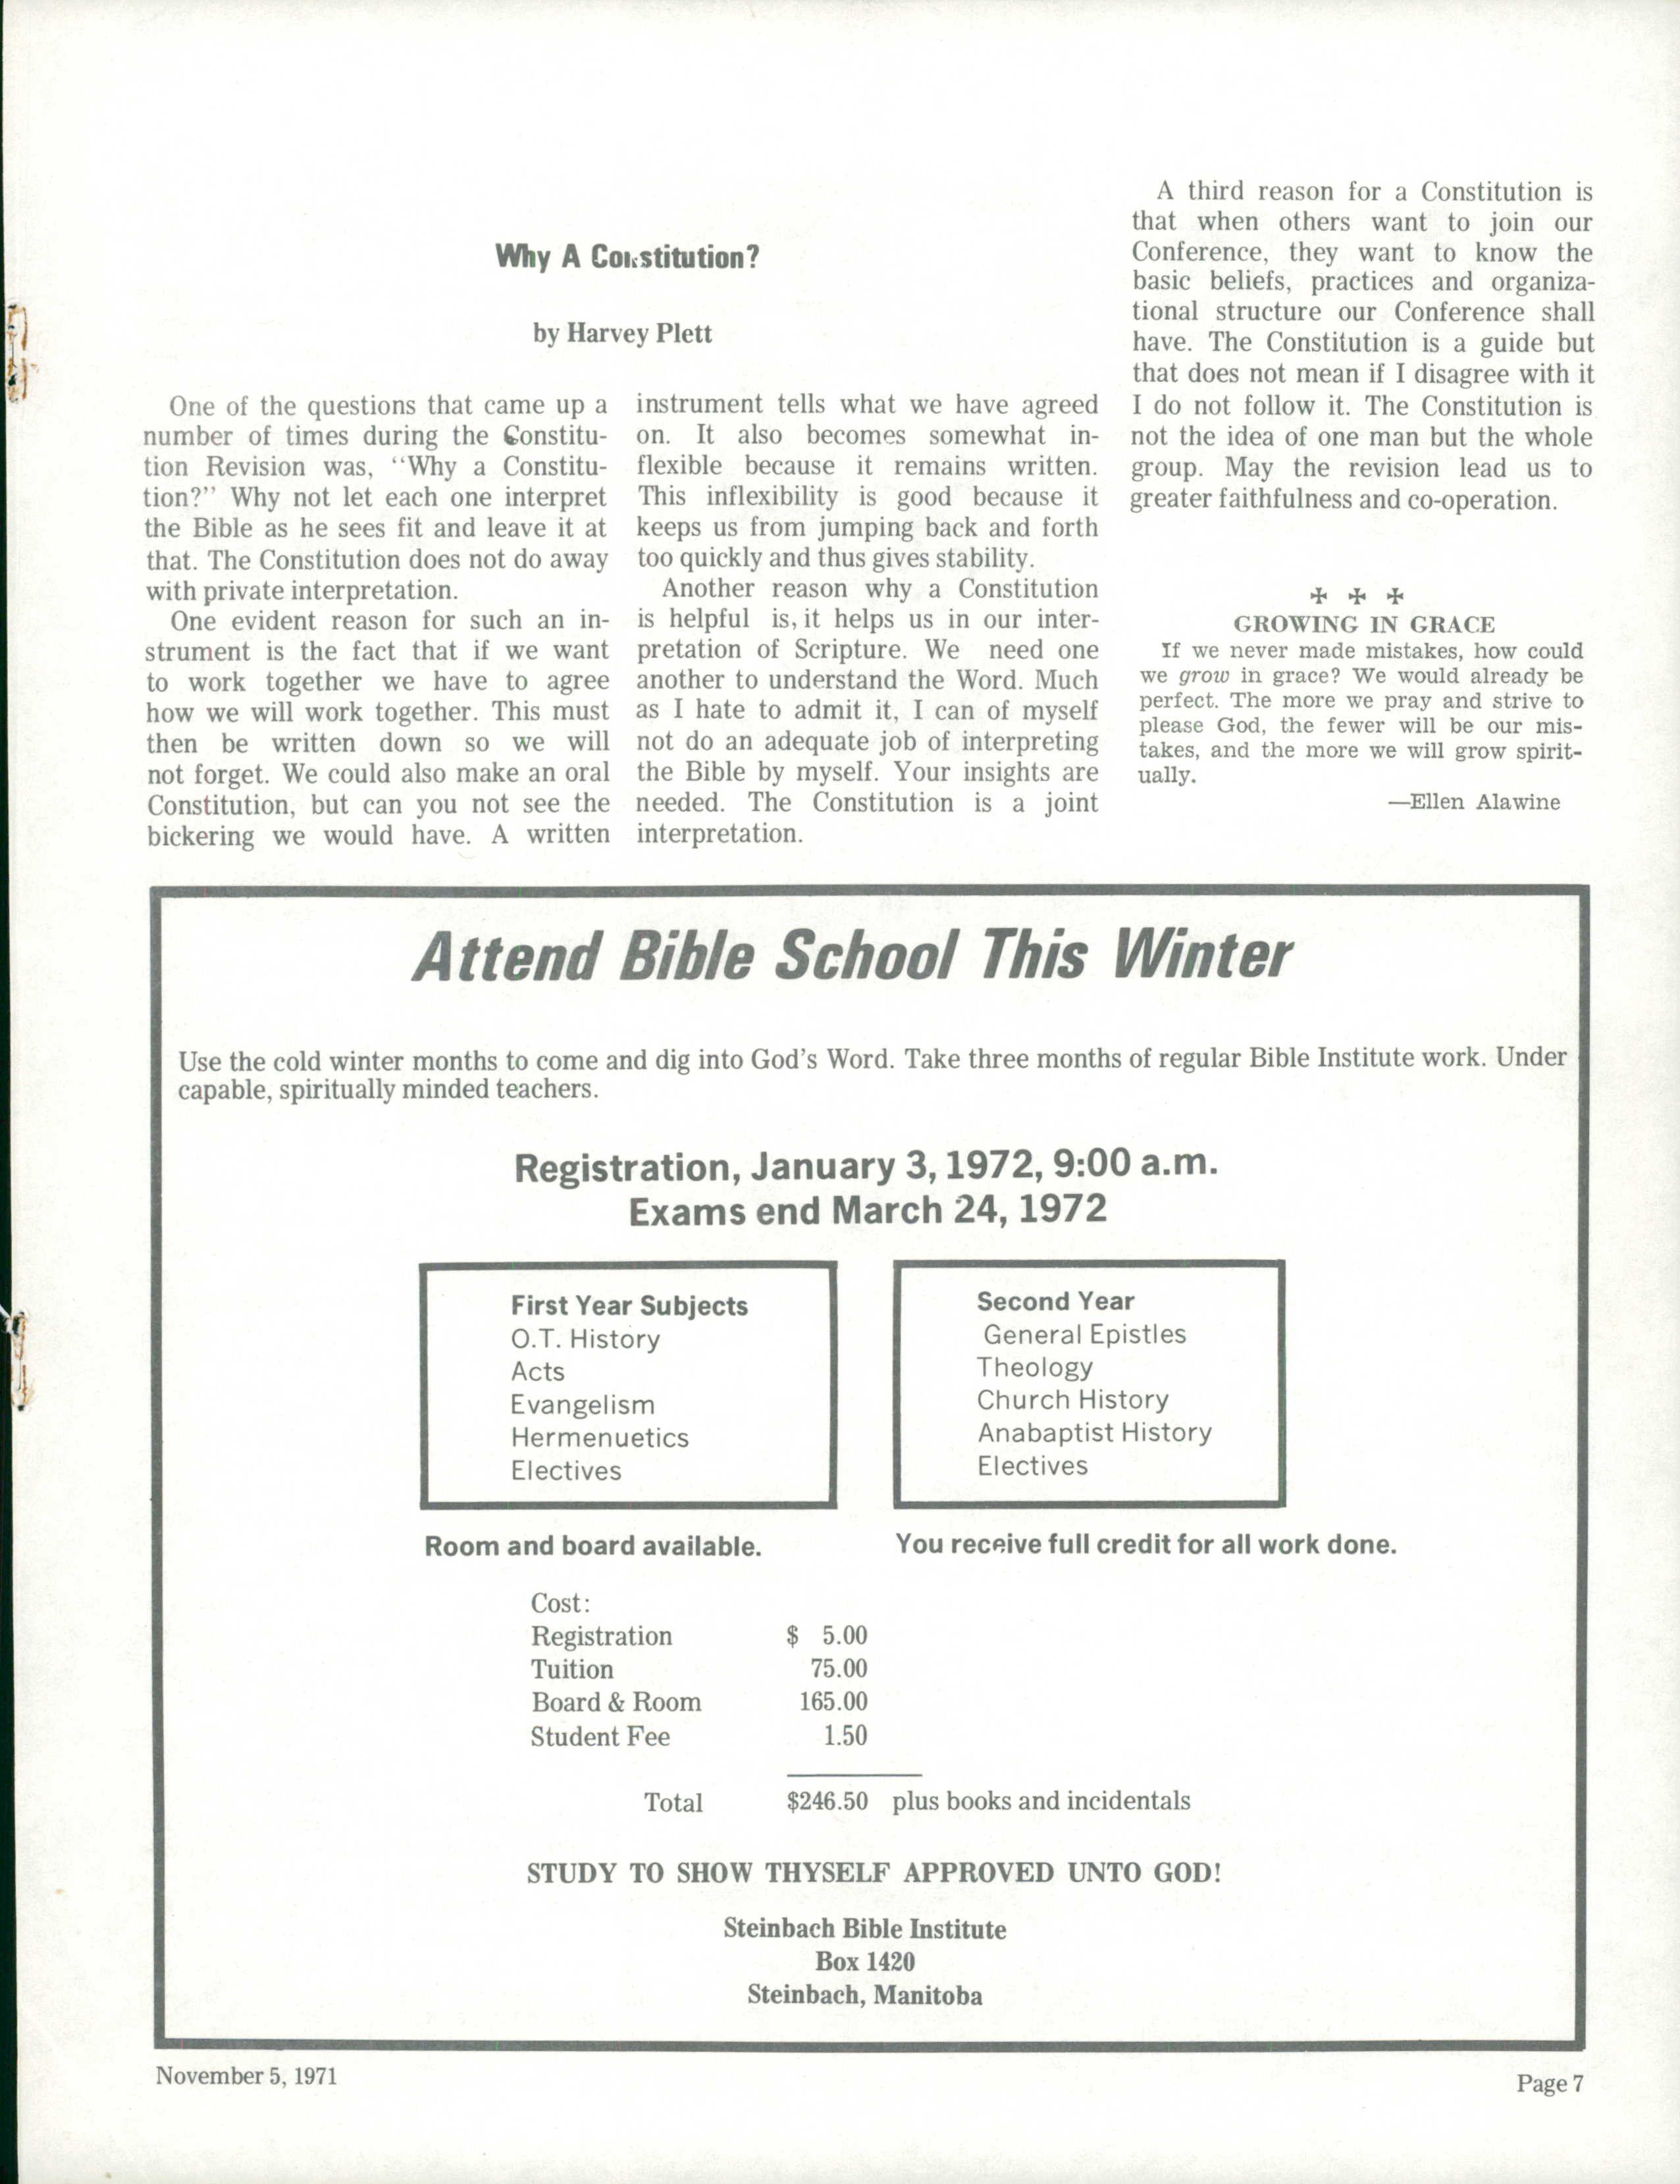 Why A Constitution?
by Harvey Plett
One of the questions that came up a
number of times during the Constitu-
tion Revision was, “Why a Constitu-
tion?” Why not let each one interpret
the Bible as he sees fit and leave it at
that. The Constitution does not do away
with private interpretation.
One evident reason for such an in-
strument is the fact that if we want
to work together we have to agree
how we will work together. This must
then be written down so we will
not forget. We could also make an oral
Constitution, but can you not see the
bickering we would have. A written
instrument tells what we have agreed
on. It also becomes somewhat in-
flexible because it remains written.
This inflexibility is good because it
keeps us from jumping back and forth
too quickly and thus gives stability.
Another reason why a Constitution
is helpful is, it helps us in our inter-
pretation of Scripture. We need one
another to understand the Word. Much
as I hate to admit it, I can of myself
not do an adequate job of interpreting
the Bible by myself. Your insights are
needed. The Constitution is a joint
interpretation.
A third reason for a Constitution is
that when others want to join our
Conference, they want to know the
basic beliefs, practices and organiza-
tional structure our Conference shall
have. The Constitution is a guide but
that does not mean if I disagree with it
I do not follow it. The Constitution is
not the idea of one man but the whole
group. May the revision lead us to
greater faithfulness and co-operation.
✠ ✠ ✠
GROWING IN GRACE
If we never made mistakes, how could
we grow in grace? We would already be
perfect. The more we pray and strive to
please God, the fewer will be our mis-
takes, and the more we will grow spirit-
ually.
—Ellen Alawine
Attend Bible School This Winter
Use the cold winter months to come and dig into God's Word. Take three months of regular Bible Institute work. Under
capable, spiritually minded teachers.
Registration, January 3, 1972, 9:00 a.m.
Exams end March 24, 1972
First Year Subjects
O.T. History
Acts
Evangelism
Hermenuetics
Electives
Second Year
General Epistles
Theology
Church History
Anabaptist History
Electives
Room and board available.
You receive full credit for all work done.
Cost:
Registration $ 5.00
Tuition 75.00
Board & Room 165.00
Student Fee 1.50
Total $246.50 plus books and incidentals
STUDY TO SHOW THYSELF APPROVED UNTO GOD!
Steinbach Bible Institute
Box 1420
Steinbach, Manitoba
November 5, 1971
Page 7